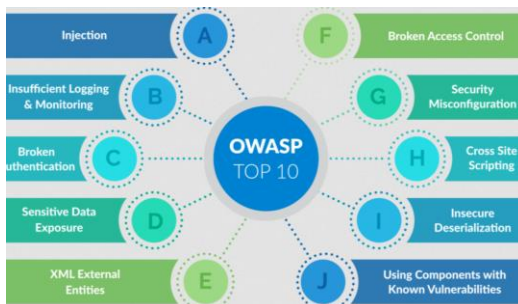 Injection
A
Insufficient Logging
& Monitoring
B
Broken
uthentication
C
Sensitive Data
Exposure
D
XML External
Entities
E
OWASP
TOP 10
F
Broken Access Control
G
Security
Misconfiguration
H
Cross Site
Scripting
I
Insecure
Deserialization
J
Using Components with
Known Vulnerabilities